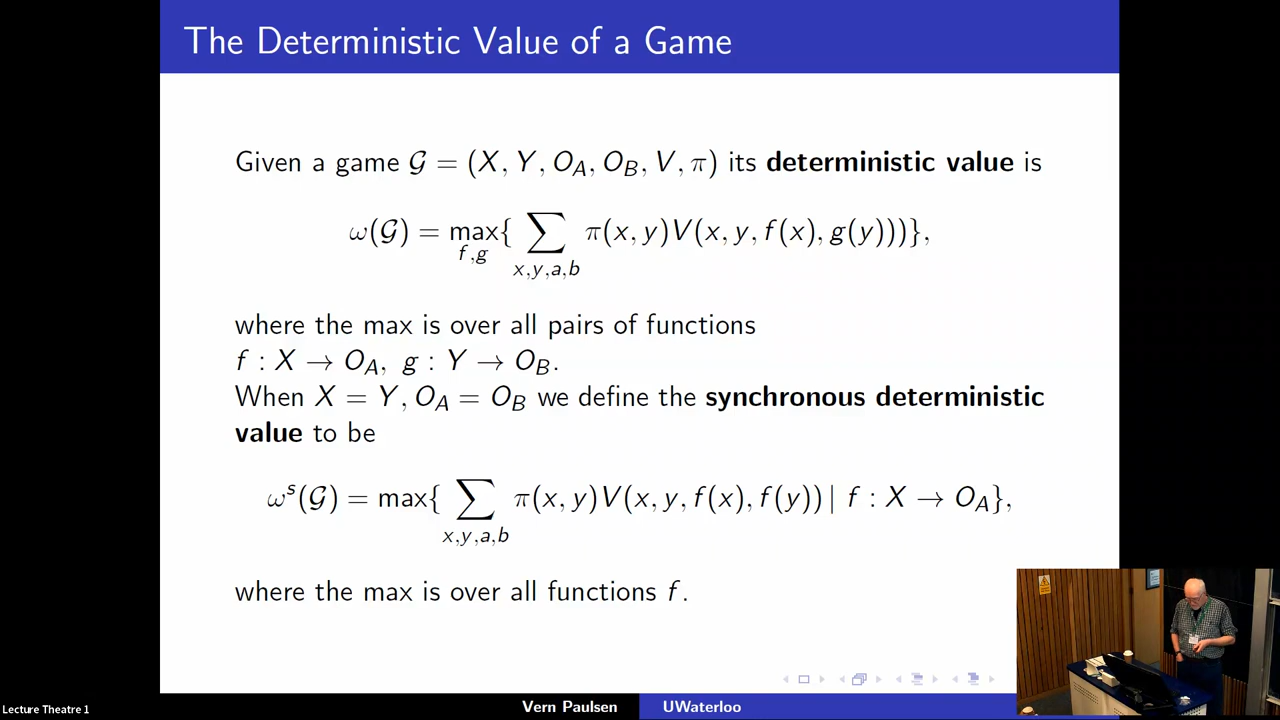 The Deterministic Value of a Game
Given a game 𝒢 = (X, Y, O_A, O_B, V, π) its deterministic value is
ω(𝒢) = max_{f,g}{ ∑_{x,y,a,b} π(x, y)V(x, y, f(x), g(y)))},
where the max is over all pairs of functions
f : X → O_A, g : Y → O_B.
When X = Y, O_A = O_B we define the synchronous deterministic
value to be
ω^s(𝒢) = max{ ∑_{x,y,a,b} π(x, y)V(x, y, f(x), f(y)) | f : X → O_A},
where the max is over all functions f.
Vern Paulsen UWaterloo
Lecture Theatre 1